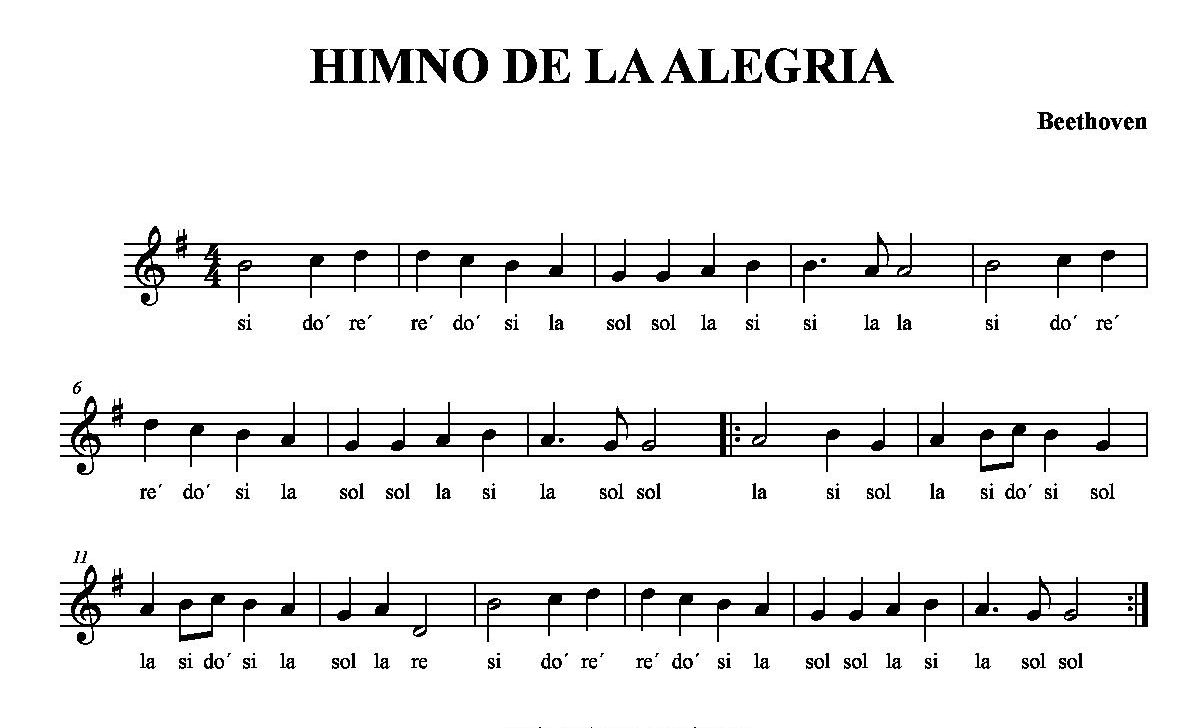 HIMNO DE LA ALEGRIA
Beethoven
4
4
si do´ re´ re´ do´ si la sol sol la si si la la si do´ re´
6
re´ do´ si la sol sol la si la sol sol la si sol la si do´ si sol
11
la si do´ si la sol la re si do´ re´ re´ do´ si la sol sol la si la sol sol